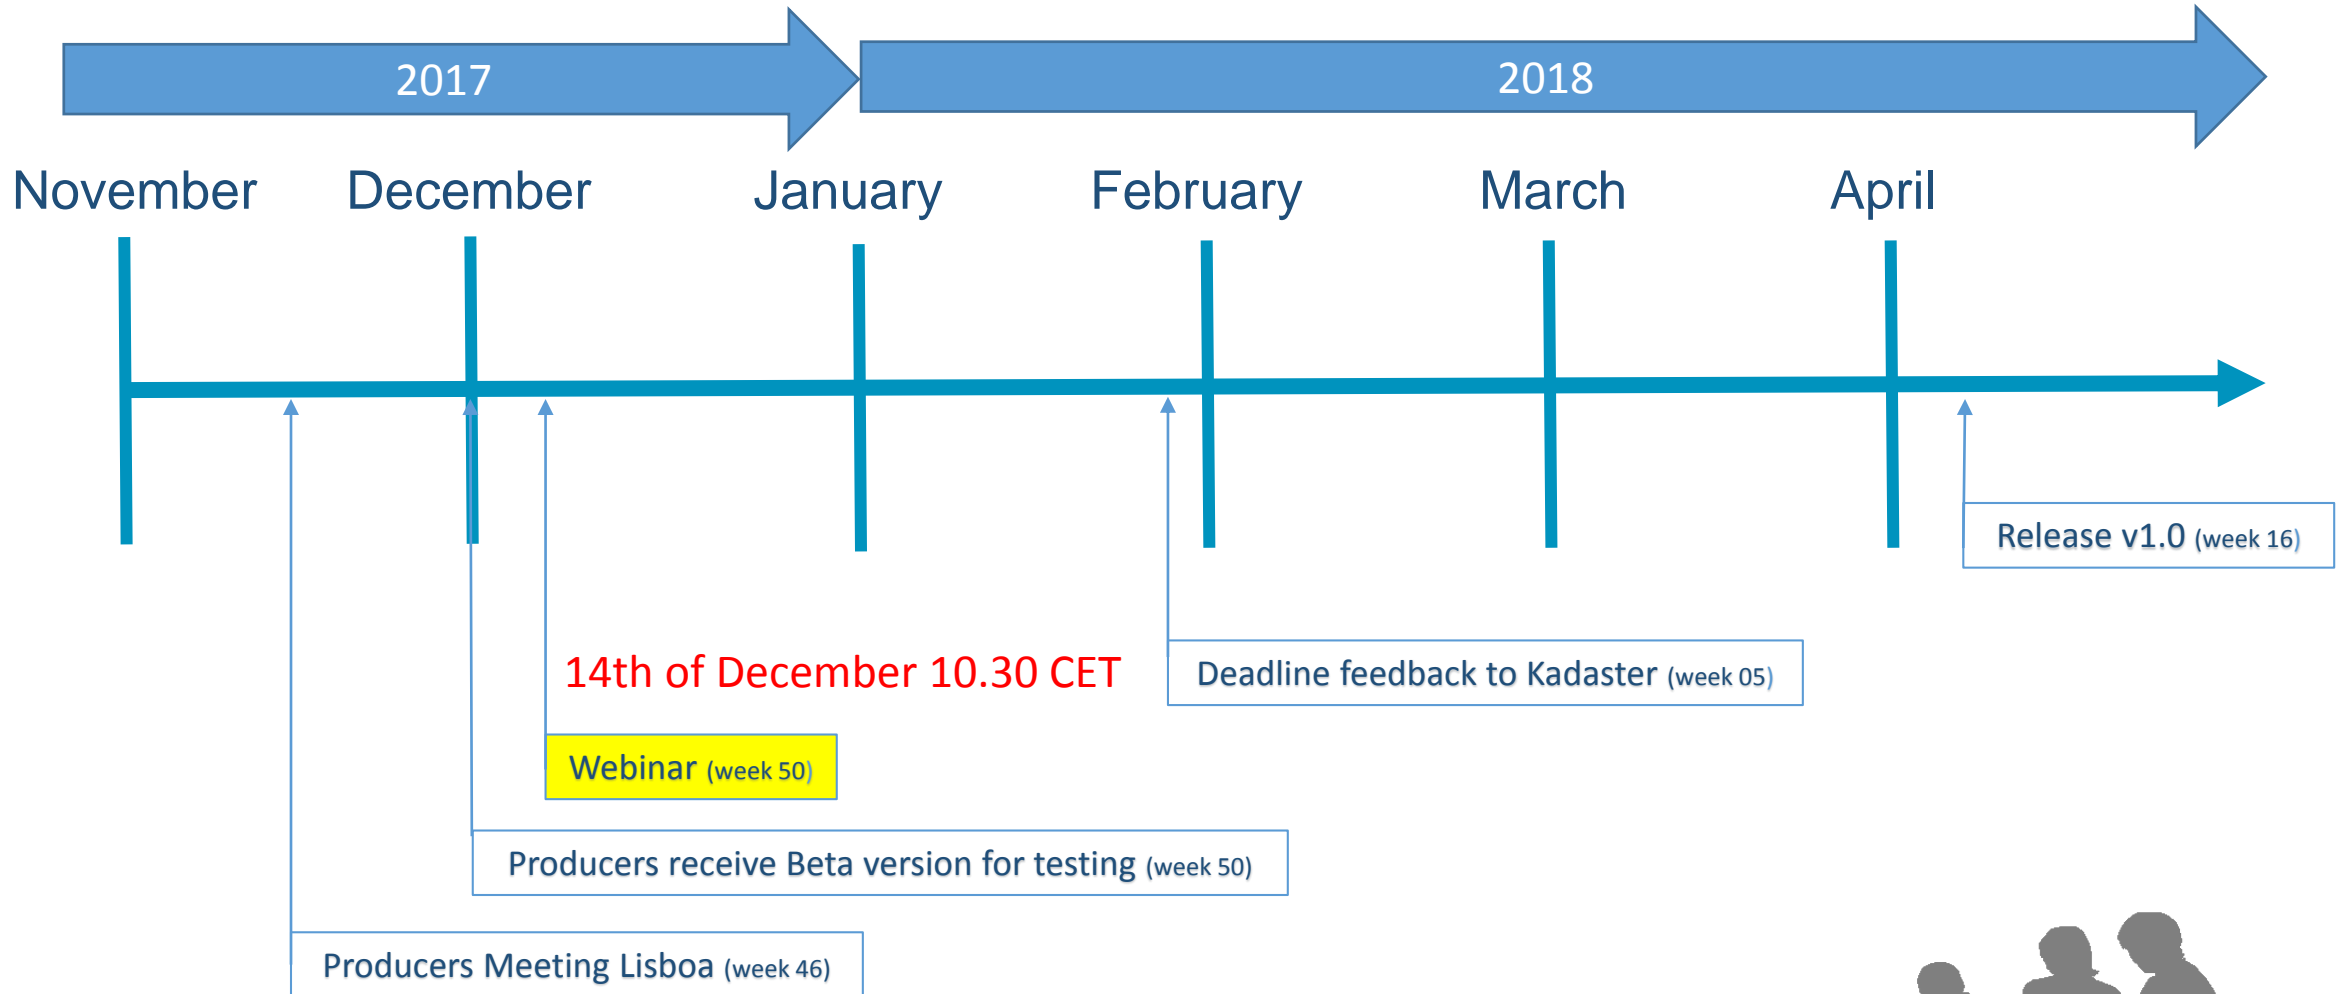 2017
2018
November
December
January
February
March
April
Release v1.0 (week 16)
14th of December 10.30 CET
Deadline feedback to Kadaster (week 05)
Webinar (week 50)
Producers receive Beta version for testing (week 50)
Producers Meeting Lisboa (week 46)